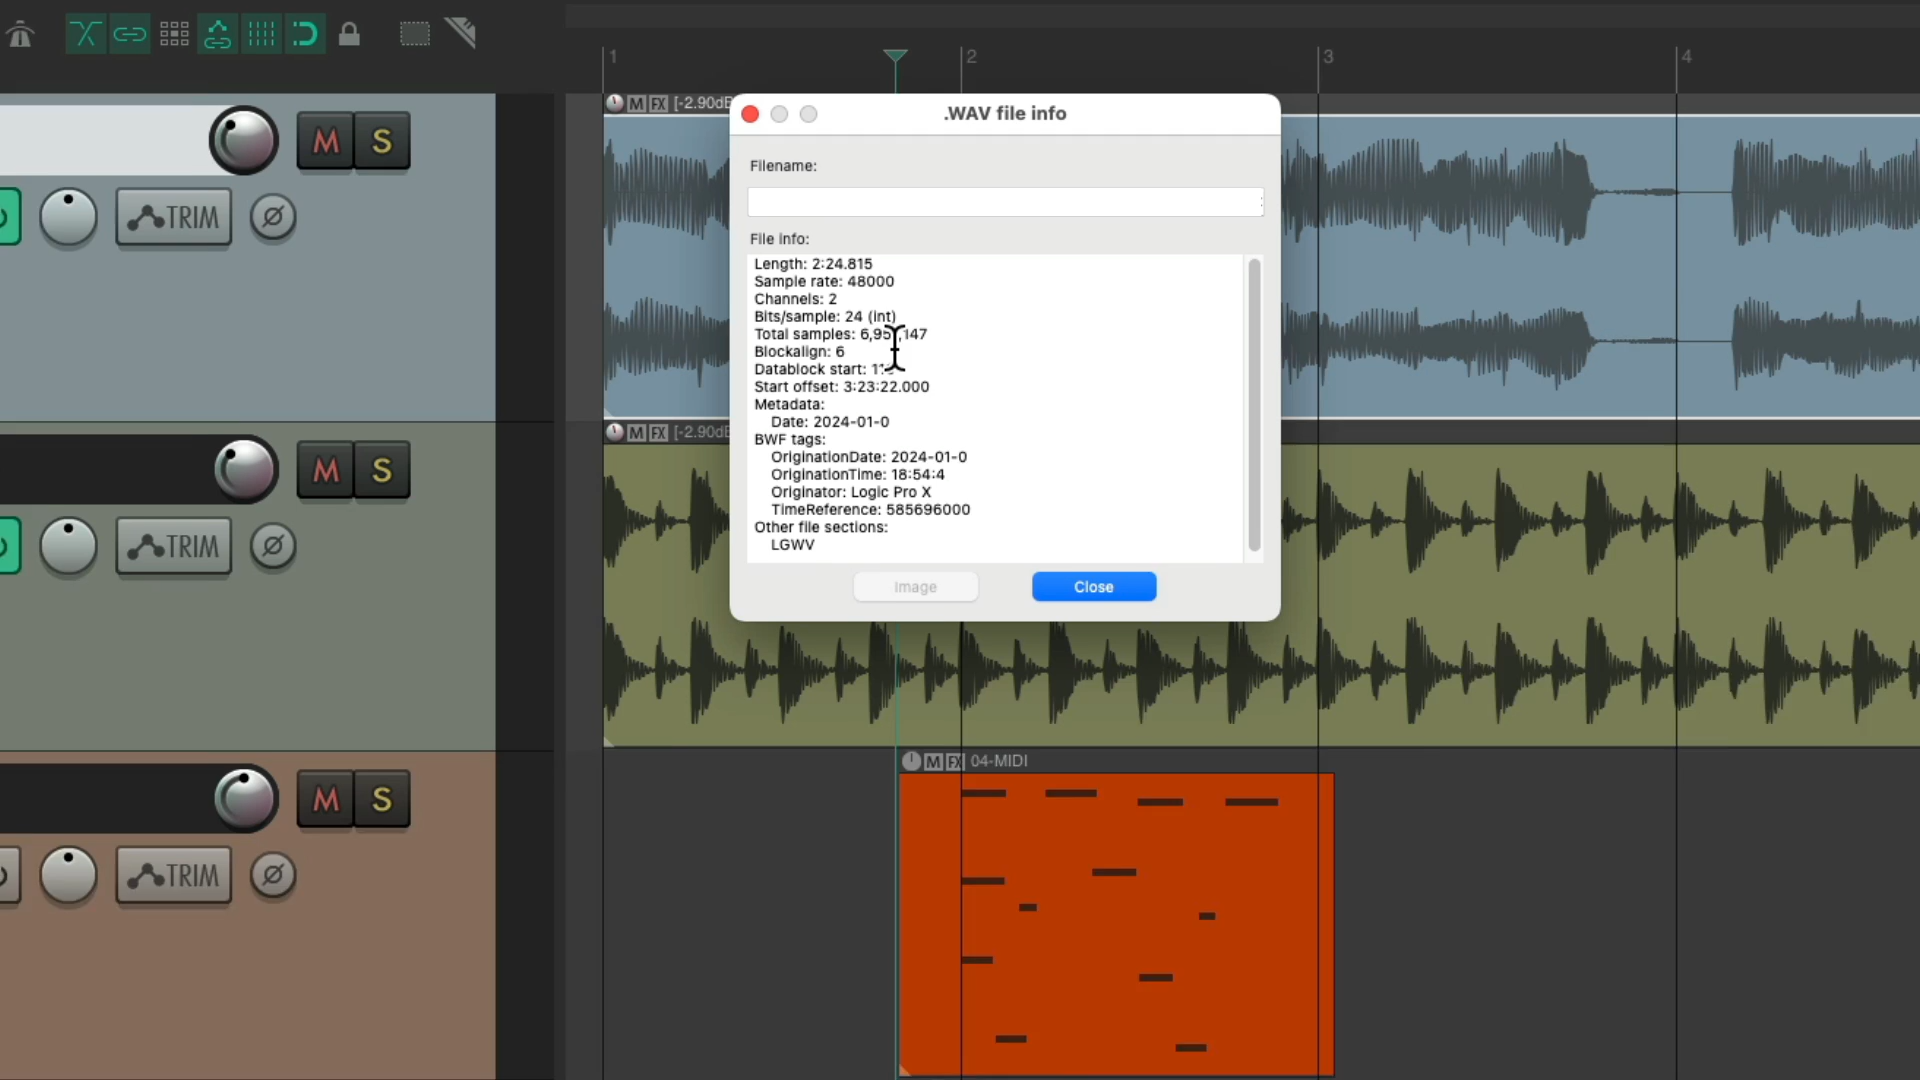 1
2
3
4
M FX [-2.90dB
.WAV file info
M S
Filename:
TRIM
File info:
Length: 2:24.815
Sample rate: 48000
Channels: 2
Bits/sample: 24 (int)
Total samples:
Blockalign: 6
Datablock start:
Start offset: 3:23:22.000
Metadata:
Date: 2024-01-0
BWF tags:
OriginationDate: 2024-01-0
OriginationTime: 18:54:4
Originator: Logic Pro X
TimeReference: 585696000
Other file sections:
LGWV
Image
Close
M FX [-2.90dB
M S
TRIM
M FX 04-MIDI
M S
TRIM